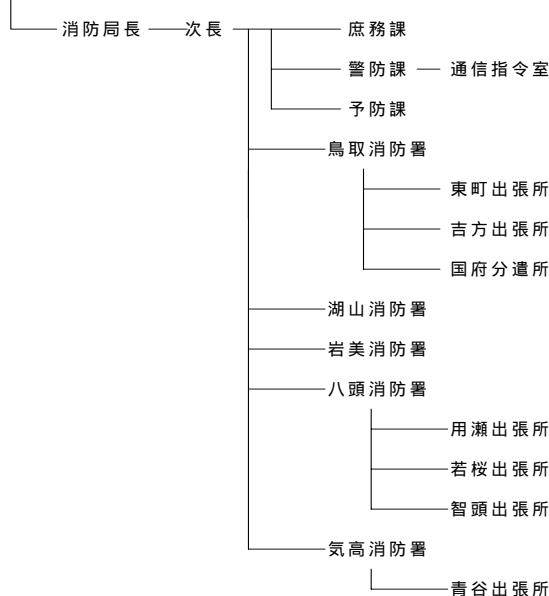 消防局長 次長 庶務課
警防課 通信指令室
予防課
鳥取消防署
東町出張所
吉方出張所
国府分遣所
湖山消防署
岩美消防署
八頭消防署
用瀬出張所
若桜出張所
智頭出張所
気高消防署
青谷出張所